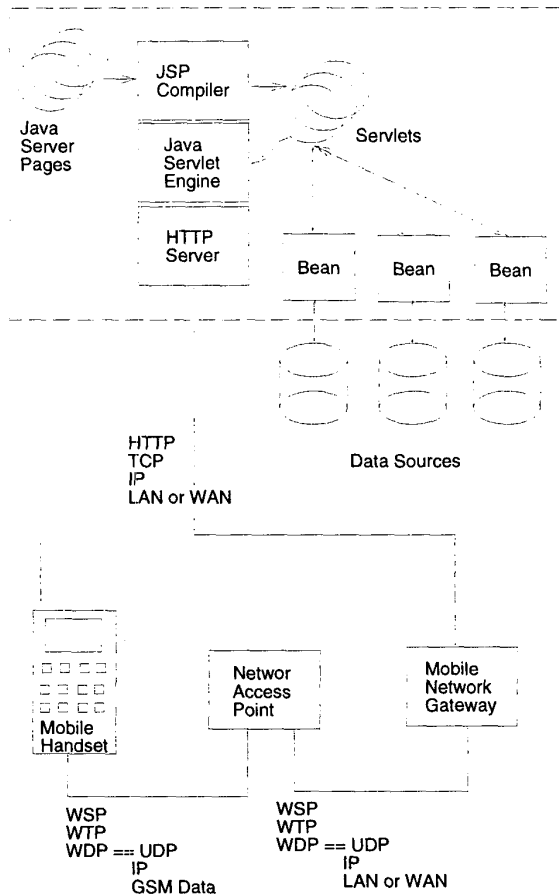 JSP
Compiler
Java
Server
Pages
Servlets
Java
Servlet
Engine
HTTP
Server
Bean
Bean
Bean
HTTP
TCP
IP
LAN or WAN
Data Sources
Mobile
Handset
Networ
Access
Point
Mobile
Network
Gateway
WSP
WTP
WDP == UDP
IP
GSM Data
WSP
WTP
WDP == UDP
IP
LAN or WAN